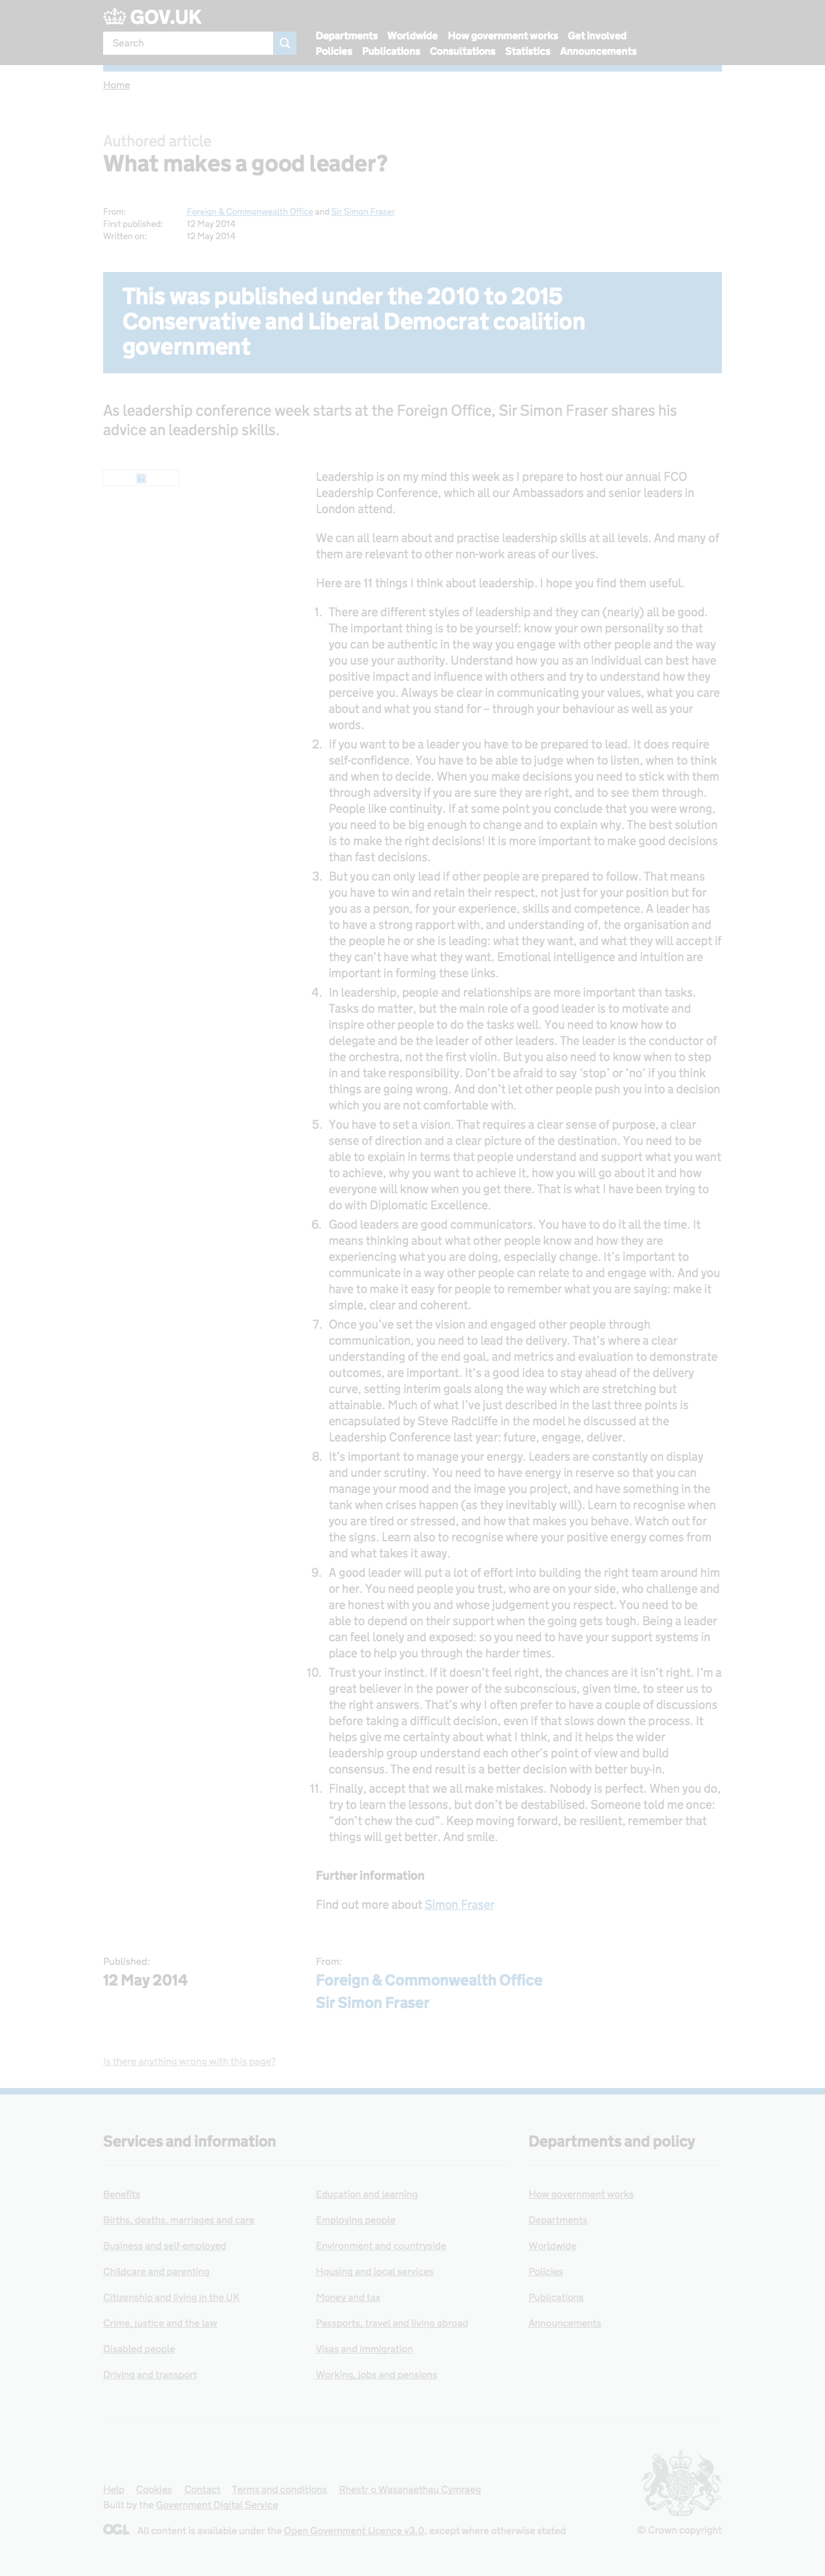 GOV.UK
Search
Departments Worldwide How government works Get involved
Policies Publications Consultations Statistics Announcements
Home
Authored article
What makes a good leader?
From: Foreign & Commonwealth Office and Sir Simon Fraser
First published: 12 May 2014
Written on: 12 May 2014
This was published under the 2010 to 2015
Conservative and Liberal Democrat coalition
government
As leadership conference week starts at the Foreign Office, Sir Simon Fraser shares his
advice an leadership skills.
Leadership is on my mind this week as I prepare to host our annual FCO
Leadership Conference, which all our Ambassadors and senior leaders in
London attend.
We can all learn about and practise leadership skills at all levels. And many of
them are relevant to other non-work areas of our lives.
Here are 11 things I think about leadership. I hope you find them useful.
1. There are different styles of leadership and they can (nearly) all be good.
The important thing is to be yourself: know your own personality so that
you can be authentic in the way you engage with other people and the way
you use your authority. Understand how you as an individual can best have
positive impact and influence with others and try to understand how they
perceive you. Always be clear in communicating your values, what you care
about and what you stand for – through your behaviour as well as your
words.
2. If you want to be a leader you have to be prepared to lead. It does require
self-confidence. You have to be able to judge when to listen, when to think
and when to decide. When you make decisions you need to stick with them
through adversity if you are sure they are right, and to see them through.
People like continuity. If at some point you conclude that you were wrong,
you need to be big enough to change and to explain why. The best solution
is to make the right decisions! It is more important to make good decisions
than fast decisions.
3. But you can only lead if other people are prepared to follow. That means
you have to win and retain their respect, not just for your position but for
you as a person, for your experience, skills and competence. A leader has
to have a strong rapport with, and understanding of, the organisation and
the people he or she is leading: what they want, and what they will accept if
they can't have what they want. Emotional intelligence and intuition are
important in forming these links.
4. In leadership, people and relationships are more important than tasks.
Tasks do matter, but the main role of a good leader is to motivate and
inspire other people to do the tasks well. You need to know how to
delegate and be the leader of other leaders. The leader is the conductor of
the orchestra, not the first violin. But you also need to know when to step
in and take responsibility. Don't be afraid to say 'stop' or 'no' if you think
things are going wrong. And don't let other people push you into a decision
which you are not comfortable with.
5. You have to set a vision. That requires a clear sense of purpose, a clear
sense of direction and a clear picture of the destination. You need to be
able to explain in terms that people understand and support what you want
to achieve, why you want to achieve it, how you will go about it and how
everyone will know when you get there. That is what I have been trying to
do with Diplomatic Excellence.
6. Good leaders are good communicators. You have to do it all the time. It
means thinking about what other people know and how they are
experiencing what you are doing, especially change. It's important to
communicate in a way other people can relate to and engage with. And you
have to make it easy for people to remember what you are saying: make it
simple, clear and coherent.
7. Once you've set the vision and engaged other people through
communication, you need to lead the delivery. That's where a clear
understanding of the end goal, and metrics and evaluation to demonstrate
outcomes, are important. It's a good idea to stay ahead of the delivery
curve, setting interim goals along the way which are stretching but
attainable. Much of what I've just described in the last three points is
encapsulated by Steve Radcliffe in the model he discussed at the
Leadership Conference last year: future, engage, deliver.
8. It's important to manage your energy. Leaders are constantly on display
and under scrutiny. You need to have energy in reserve so that you can
manage your mood and the image you project, and have something in the
tank when crises happen (as they inevitably will). Learn to recognise when
you are tired or stressed, and how that makes you behave. Watch out for
the signs. Learn also to recognise where your positive energy comes from
and what takes it away.
9. A good leader will put a lot of effort into building the right team around him
or her. You need people you trust, who are on your side, who challenge and
are honest with you and whose judgement you respect. You need to be
able to depend on their support when the going gets tough. Being a leader
can feel lonely and exposed: so you need to have your support systems in
place to help you through the harder times.
10. Trust your instinct. If it doesn't feel right, the chances are it isn't right. I'm a
great believer in the power of the subconscious, given time, to steer us to
the right answers. That's why I often prefer to have a couple of discussions
before taking a difficult decision, even if that slows down the process. It
helps give me certainty about what I think, and it helps the wider
leadership group understand each other's point of view and build
consensus. The end result is a better decision with better buy-in.
11. Finally, accept that we all make mistakes. Nobody is perfect. When you do,
try to learn the lessons, but don't be destabilised. Someone told me once:
"don't chew the cud". Keep moving forward, be resilient, remember that
things will get better. And smile.
Further information
Find out more about Simon Fraser
Published: From:
12 May 2014 Foreign & Commonwealth Office
Sir Simon Fraser
Is there anything wrong with this page?
Services and information Departments and policy
Benefits Education and learning How government works
Births, deaths, marriages and care Employing people Departments
Business and self-employed Environment and countryside Worldwide
Childcare and parenting Housing and local services Policies
Citizenship and living in the UK Money and tax Publications
Crime, justice and the law Passports, travel and living abroad Announcements
Disabled people Visas and immigration
Driving and transport Working, jobs and pensions
Help Cookies Contact Terms and conditions Rhestr o Wasanaethau Cymraeg
Built by the Government Digital Service
OGL All content is available under the Open Government Licence v3.0, except where otherwise stated
© Crown copyright